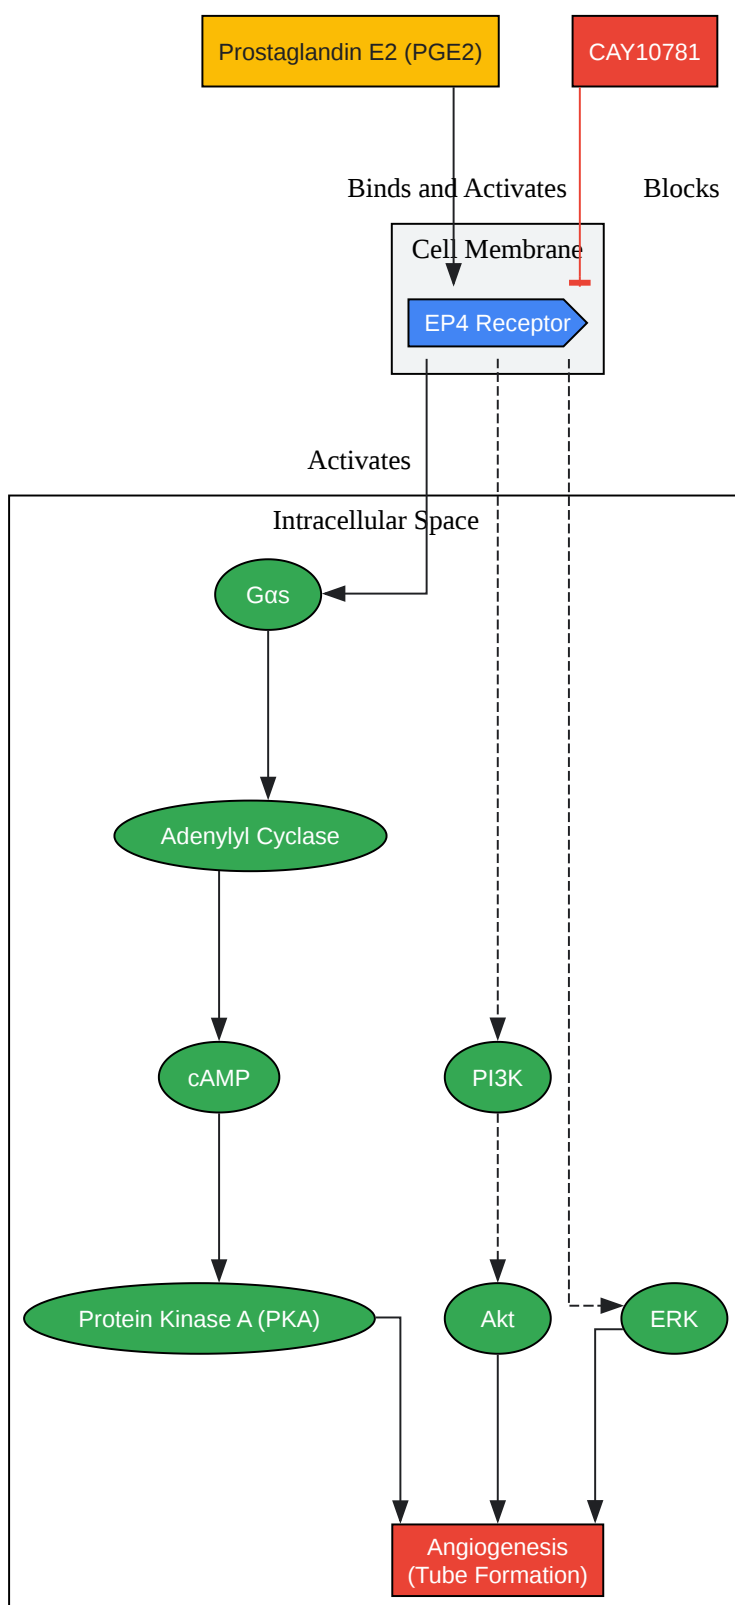 Prostaglandin E2 (PGE2)
CAY10781
Binds and Activates
Blocks
Cell Membrane
EP4 Receptor
Activates
Intracellular Space
Gαs
Adenylyl Cyclase
cAMP
PI3K
Protein Kinase A (PKA)
Akt
ERK
Angiogenesis
(Tube Formation)